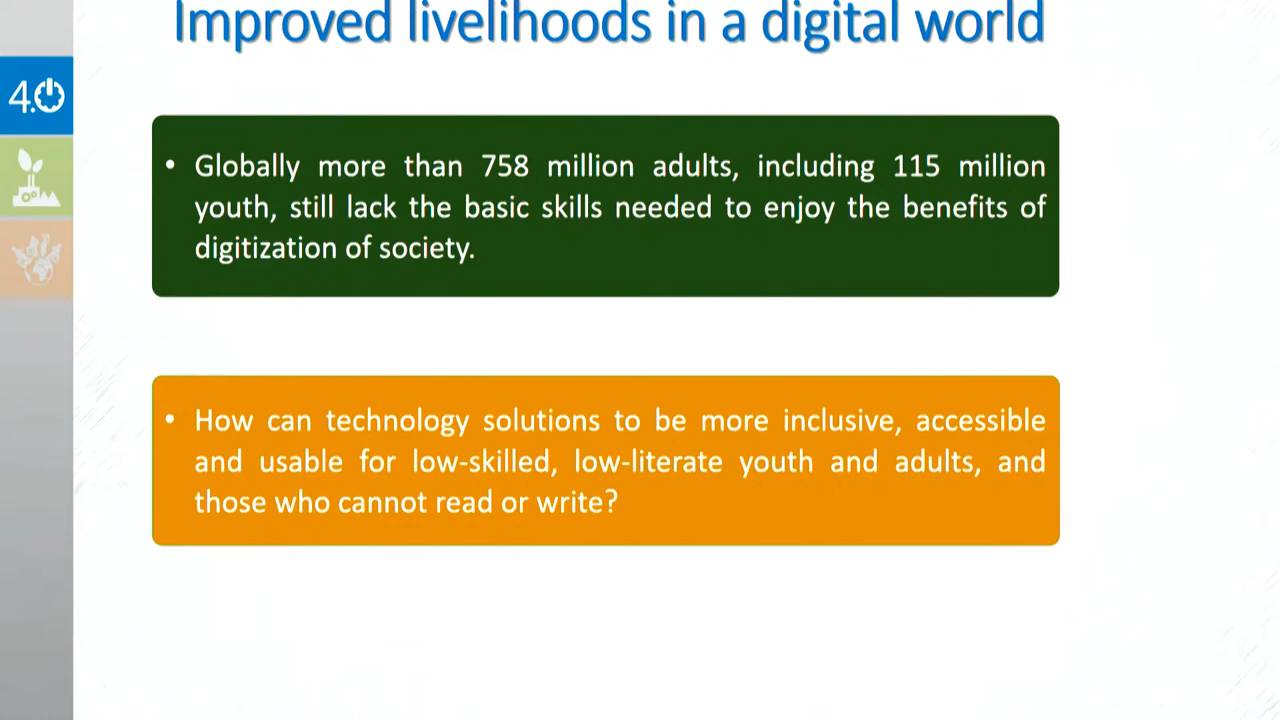 Improved livelihoods in a digital world
4.0
• Globally more than 758 million adults, including 115 million
youth, still lack the basic skills needed to enjoy the benefits of
digitization of society.
• How can technology solutions to be more inclusive, accessible
and usable for low-skilled, low-literate youth and adults, and
those who cannot read or write?